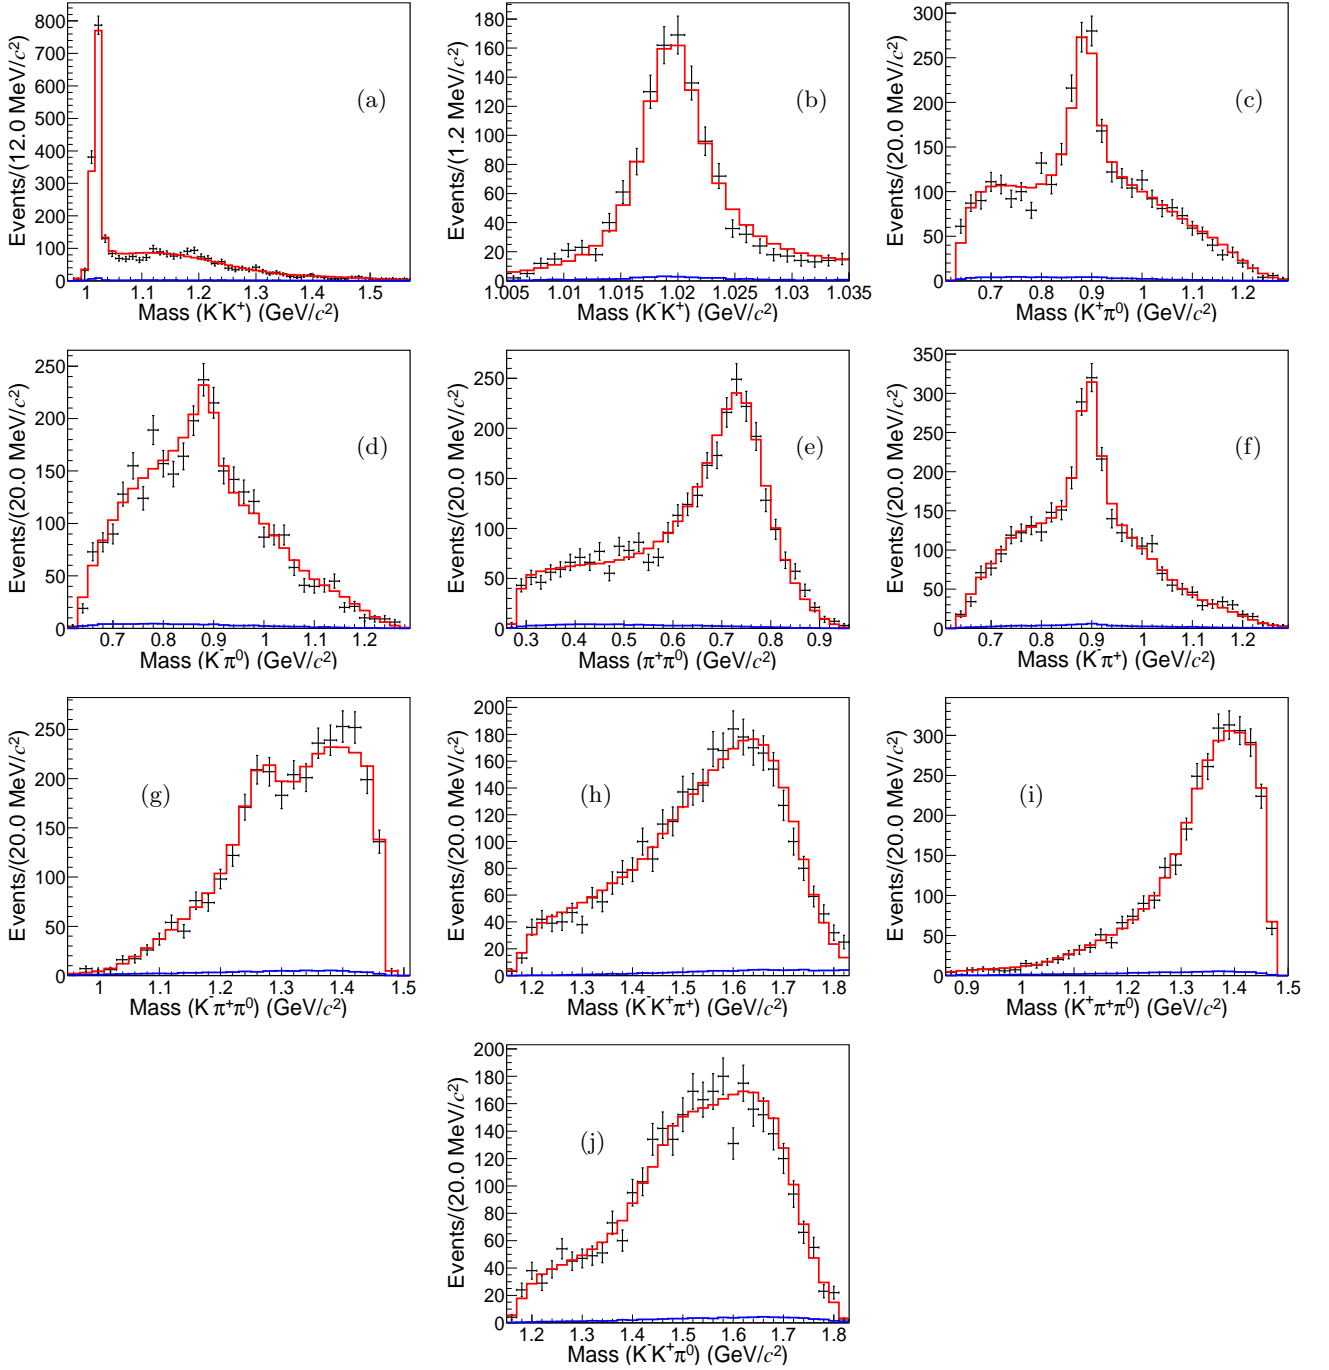 Events/(12.0 MeV/c²)
800
700
600
500
400
300
200
100
0
(a)
1 1.1 1.2 1.3 1.4 1.5
Mass (K⁻K⁺) (GeV/c²)
Events/(1.2 MeV/c²)
180
160
140
120
100
80
60
40
20
0
(b)
1.005 1.01 1.015 1.02 1.025 1.03 1.035
Mass (K⁻K⁺) (GeV/c²)
Events/(20.0 MeV/c²)
300
250
200
150
100
50
0
(c)
0.7 0.8 0.9 1 1.1 1.2
Mass (K⁺π⁰) (GeV/c²)
Events/(20.0 MeV/c²)
250
200
150
100
50
0
(d)
0.7 0.8 0.9 1 1.1 1.2
Mass (K⁻π⁰) (GeV/c²)
Events/(20.0 MeV/c²)
250
200
150
100
50
0
(e)
0.3 0.4 0.5 0.6 0.7 0.8 0.9
Mass (π⁺π⁰) (GeV/c²)
Events/(20.0 MeV/c²)
350
300
250
200
150
100
50
0
(f)
0.7 0.8 0.9 1 1.1 1.2
Mass (K⁻π⁺) (GeV/c²)
Events/(20.0 MeV/c²)
250
200
150
100
50
0
(g)
1 1.1 1.2 1.3 1.4 1.5
Mass (K⁻π⁺π⁰) (GeV/c²)
Events/(20.0 MeV/c²)
200
180
160
140
120
100
80
60
40
20
0
(h)
1.2 1.3 1.4 1.5 1.6 1.7 1.8
Mass (K⁻K⁺π⁺) (GeV/c²)
Events/(20.0 MeV/c²)
300
250
200
150
100
50
0
(i)
0.9 1 1.1 1.2 1.3 1.4 1.5
Mass (K⁺π⁺π⁰) (GeV/c²)
Events/(20.0 MeV/c²)
200
180
160
140
120
100
80
60
40
20
0
(j)
1.2 1.3 1.4 1.5 1.6 1.7 1.8
Mass (K⁻K⁺π⁰) (GeV/c²)